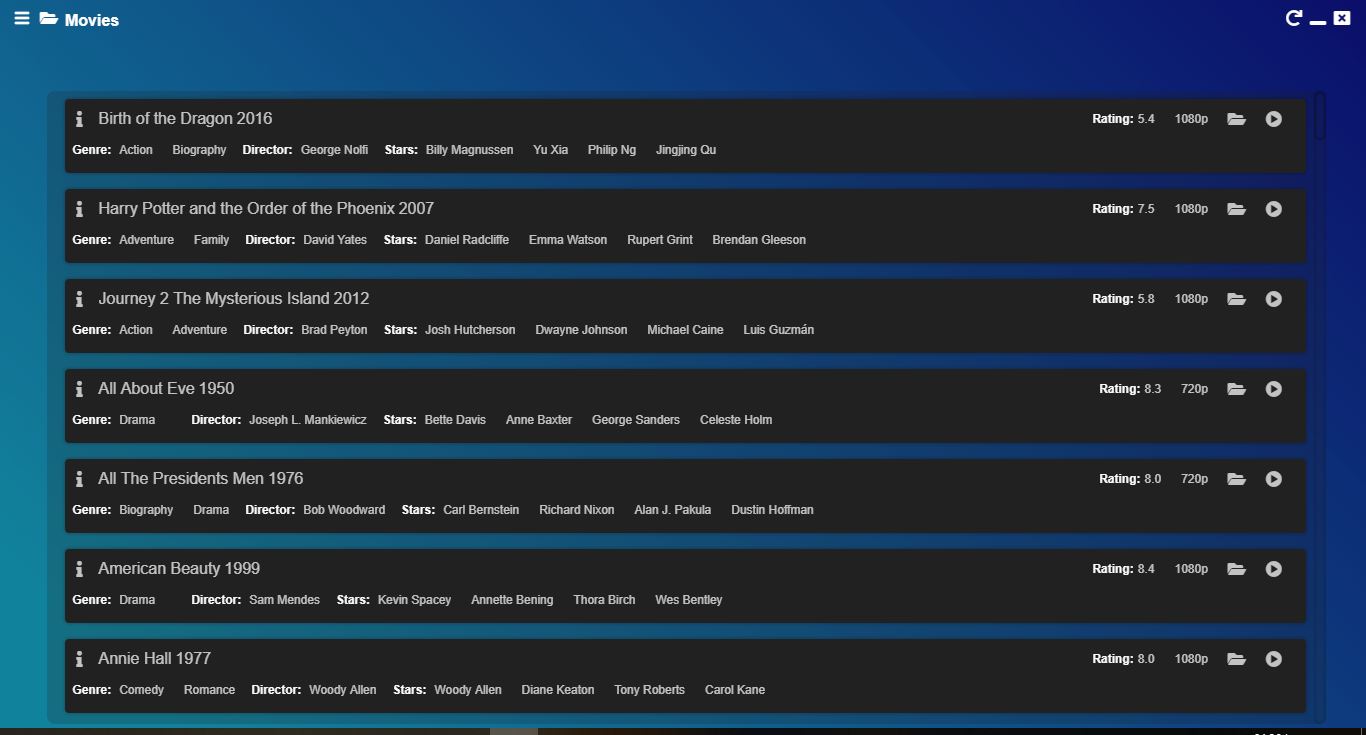 Movies
Birth of the Dragon 2016 Rating: 5.4 1080p
Genre: Action Biography Director: George Nolfi Stars: Billy Magnussen Yu Xia Philip Ng Jingjing Qu
Harry Potter and the Order of the Phoenix 2007 Rating: 7.5 1080p
Genre: Adventure Family Director: David Yates Stars: Daniel Radcliffe Emma Watson Rupert Grint Brendan Gleeson
Journey 2 The Mysterious Island 2012 Rating: 5.8 1080p
Genre: Action Adventure Director: Brad Peyton Stars: Josh Hutcherson Dwayne Johnson Michael Caine Luis Guzmán
All About Eve 1950 Rating: 8.3 720p
Genre: Drama Director: Joseph L. Mankiewicz Stars: Bette Davis Anne Baxter George Sanders Celeste Holm
All The Presidents Men 1976 Rating: 8.0 720p
Genre: Biography Drama Director: Bob Woodward Stars: Carl Bernstein Richard Nixon Alan J. Pakula Dustin Hoffman
American Beauty 1999 Rating: 8.4 1080p
Genre: Drama Director: Sam Mendes Stars: Kevin Spacey Annette Bening Thora Birch Wes Bentley
Annie Hall 1977 Rating: 8.0 1080p
Genre: Comedy Romance Director: Woody Allen Stars: Woody Allen Diane Keaton Tony Roberts Carol Kane